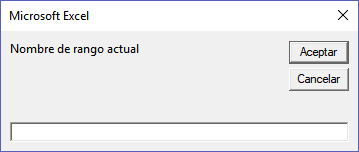 Microsoft Excel
Nombre de rango actual
Aceptar
Cancelar